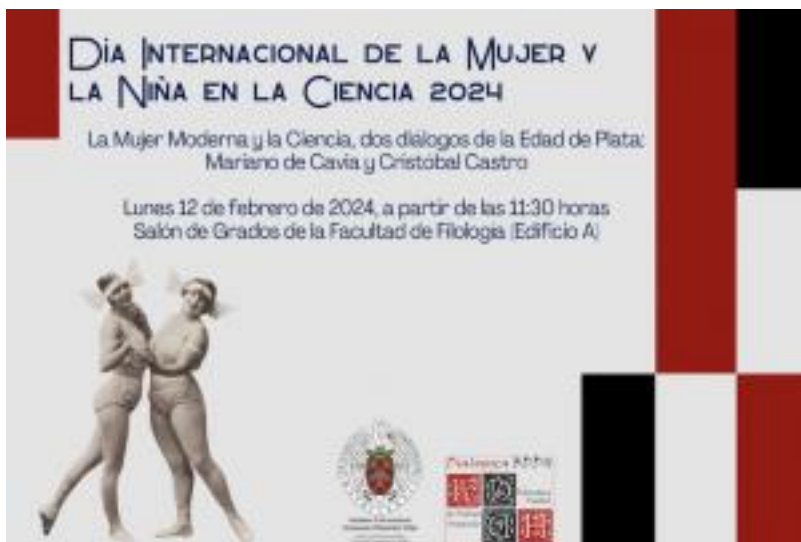 DÍA INTERNACIONAL DE LA MUJER Y
LA NIÑA EN LA CIENCIA 2024
La Mujer Moderna y la Ciencia, dos diálogos de la Edad de Plata:
Mariano de Cavia y Cristóbal Castro
Lunes 12 de febrero de 2024, a partir de las 11:30 horas
Salón de Grados de la Facultad de Filología (Edificio A)